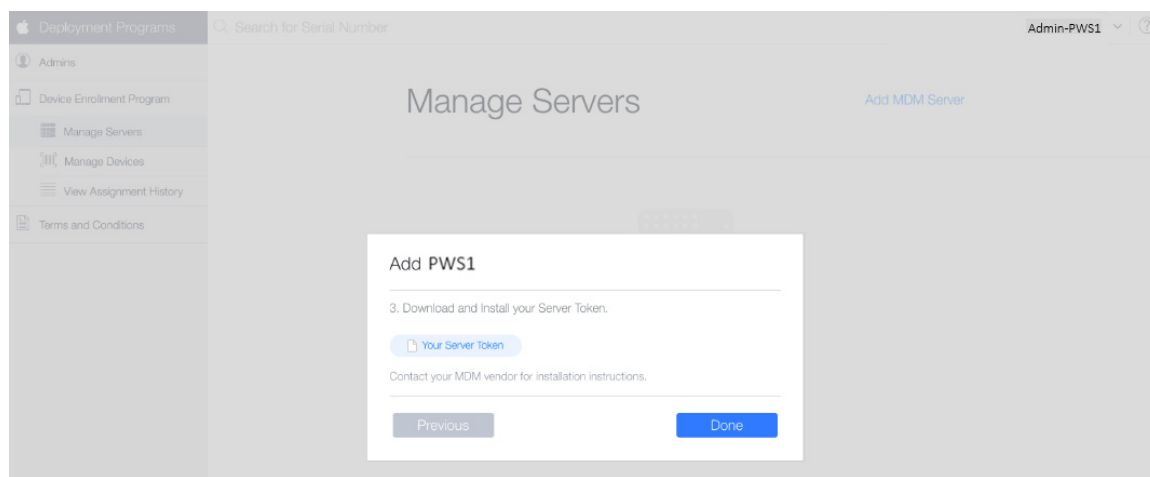 Deployment Programs
Search for Serial Number
Admin-PWS1
Admins
Device Enrollment Program
Manage Servers
Manage Devices
View Assignment History
Terms and Conditions
Manage Servers
Add MDM Server
Add PWS1
3. Download and Install your Server Token.
Your Server Token
Contact your MDM vendor for installation instructions.
Previous
Done